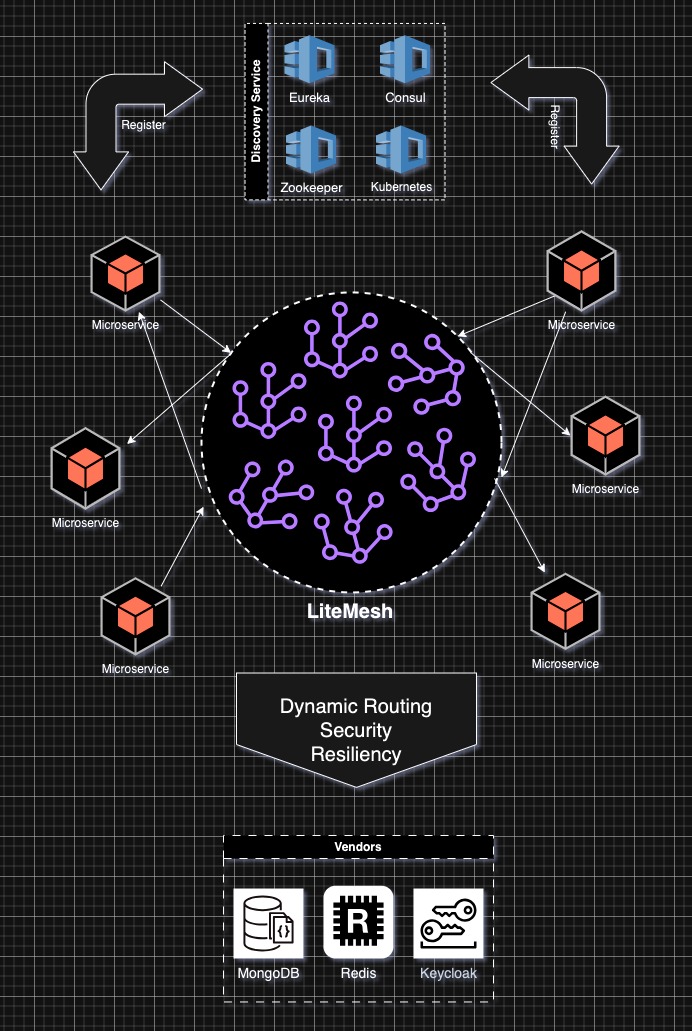 Discovery Service
Eureka
Consul
Zookeeper
Kubernetes
Register
Register
Microservice
Microservice
Microservice
Microservice
Microservice
Microservice
LiteMesh
Dynamic Routing
Security
Resiliency
Vendors
R
MongoDB
Redis
Keycloak